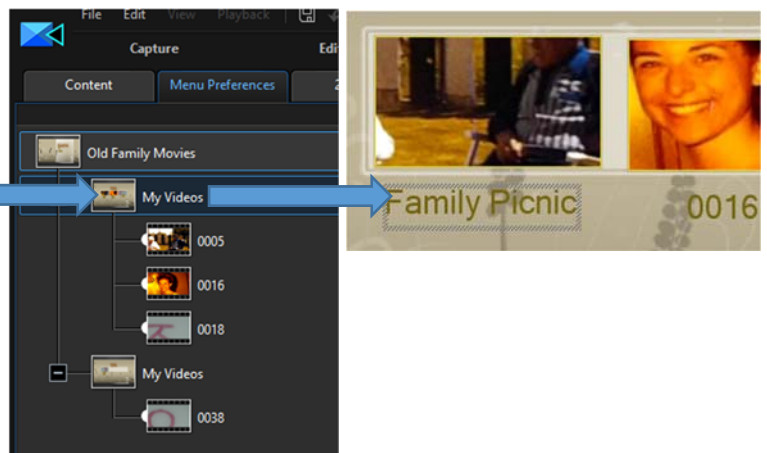 File Edit View Playback
Capture Edi
Content Menu Preferences 2
Old Family Movies
My Videos
0005
0016
0018
My Videos
0038
Family Picnic 0016